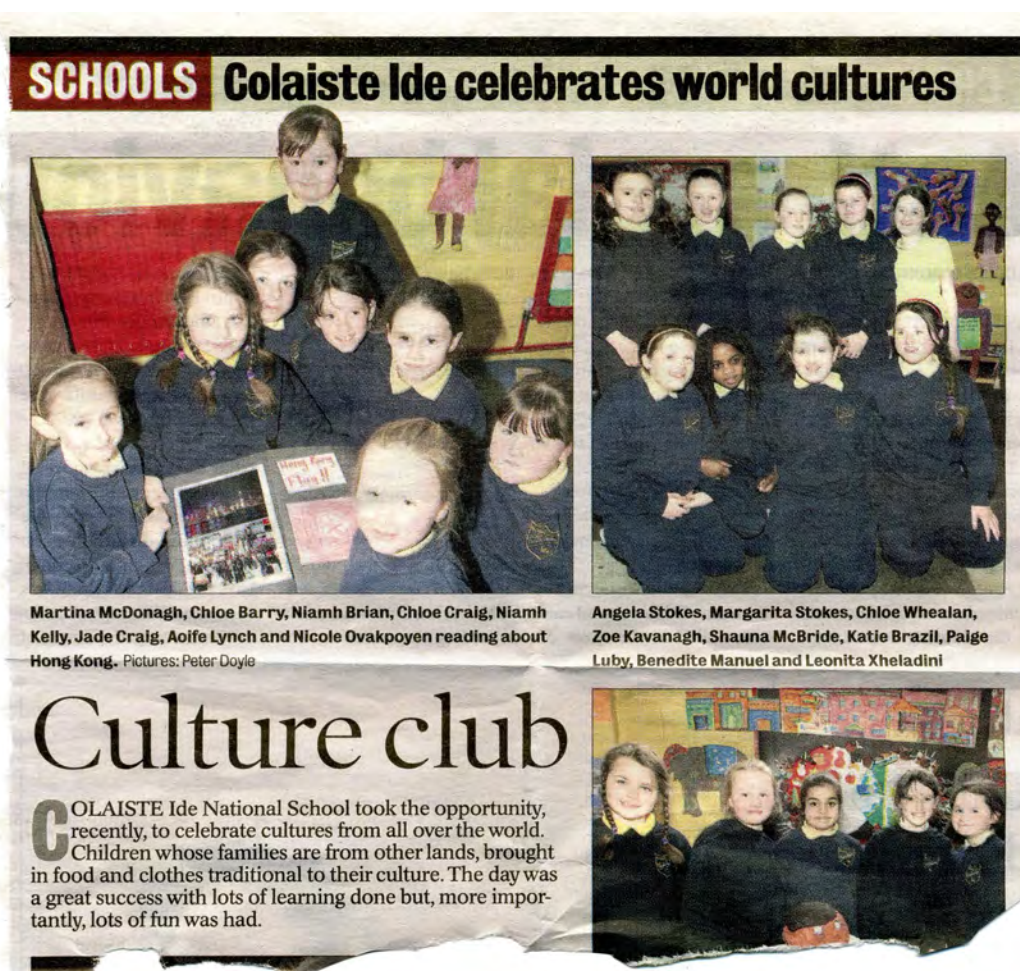 SCHOOLS Colaiste Ide celebrates world cultures
Hong Kong
Martina McDonagh, Chloe Barry, Niamh Brian, Chloe Craig, Niamh
Kelly, Jade Craig, Aoife Lynch and Nicole Ovakpoyen reading about
Hong Kong. Pictures: Peter Doyle
Angela Stokes, Margarita Stokes, Chloe Whealan,
Zoe Kavanagh, Shauna McBride, Katie Brazil, Paige
Luby, Benedite Manuel and Leonita Xheladini
Culture club
COLAISTE Ide National School took the opportunity,
recently, to celebrate cultures from all over the world.
Children whose families are from other lands, brought
in food and clothes traditional to their culture. The day was
a great success with lots of learning done but, more impor-
tantly, lots of fun was had.